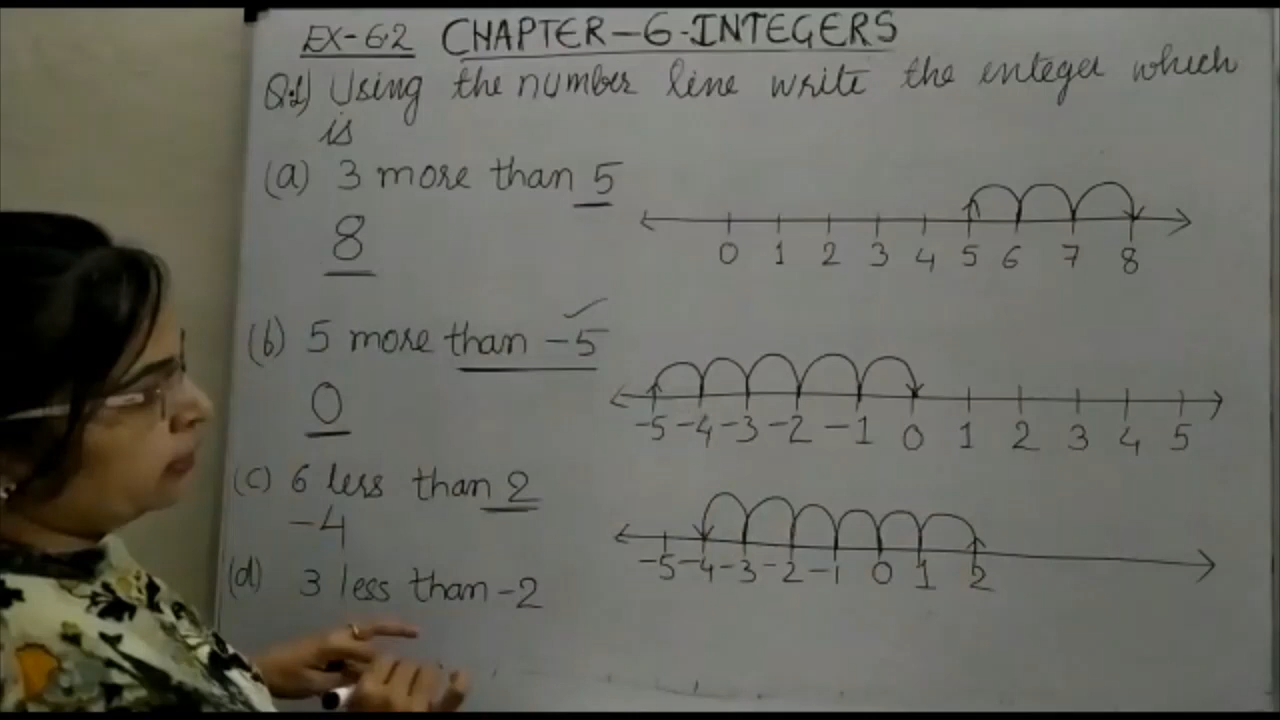 EX-6.2 CHAPTER-6-INTEGERS
Q.1) Using the number line write the integer which
is
(a) 3 more than 5
8
0 1 2 3 4 5 6 7 8
(b) 5 more than -5
0
-5 -4 -3 -2 -1 0 1 2 3 4 5
(c) 6 less than 2
-4
-5 -4 -3 -2 -1 0 1 2
(d) 3 less than -2